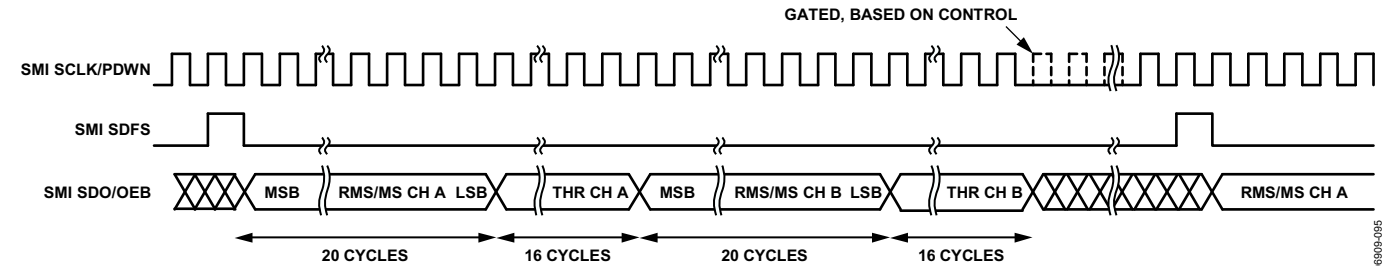 GATED, BASED ON CONTROL
SMI SCLK/PDWN
SMI SDFS
SMI SDO/OEB
MSB RMS/MS CH A LSB THR CH A MSB RMS/MS CH B LSB THR CH B RMS/MS CH A
20 CYCLES 16 CYCLES 20 CYCLES 16 CYCLES
6909-095